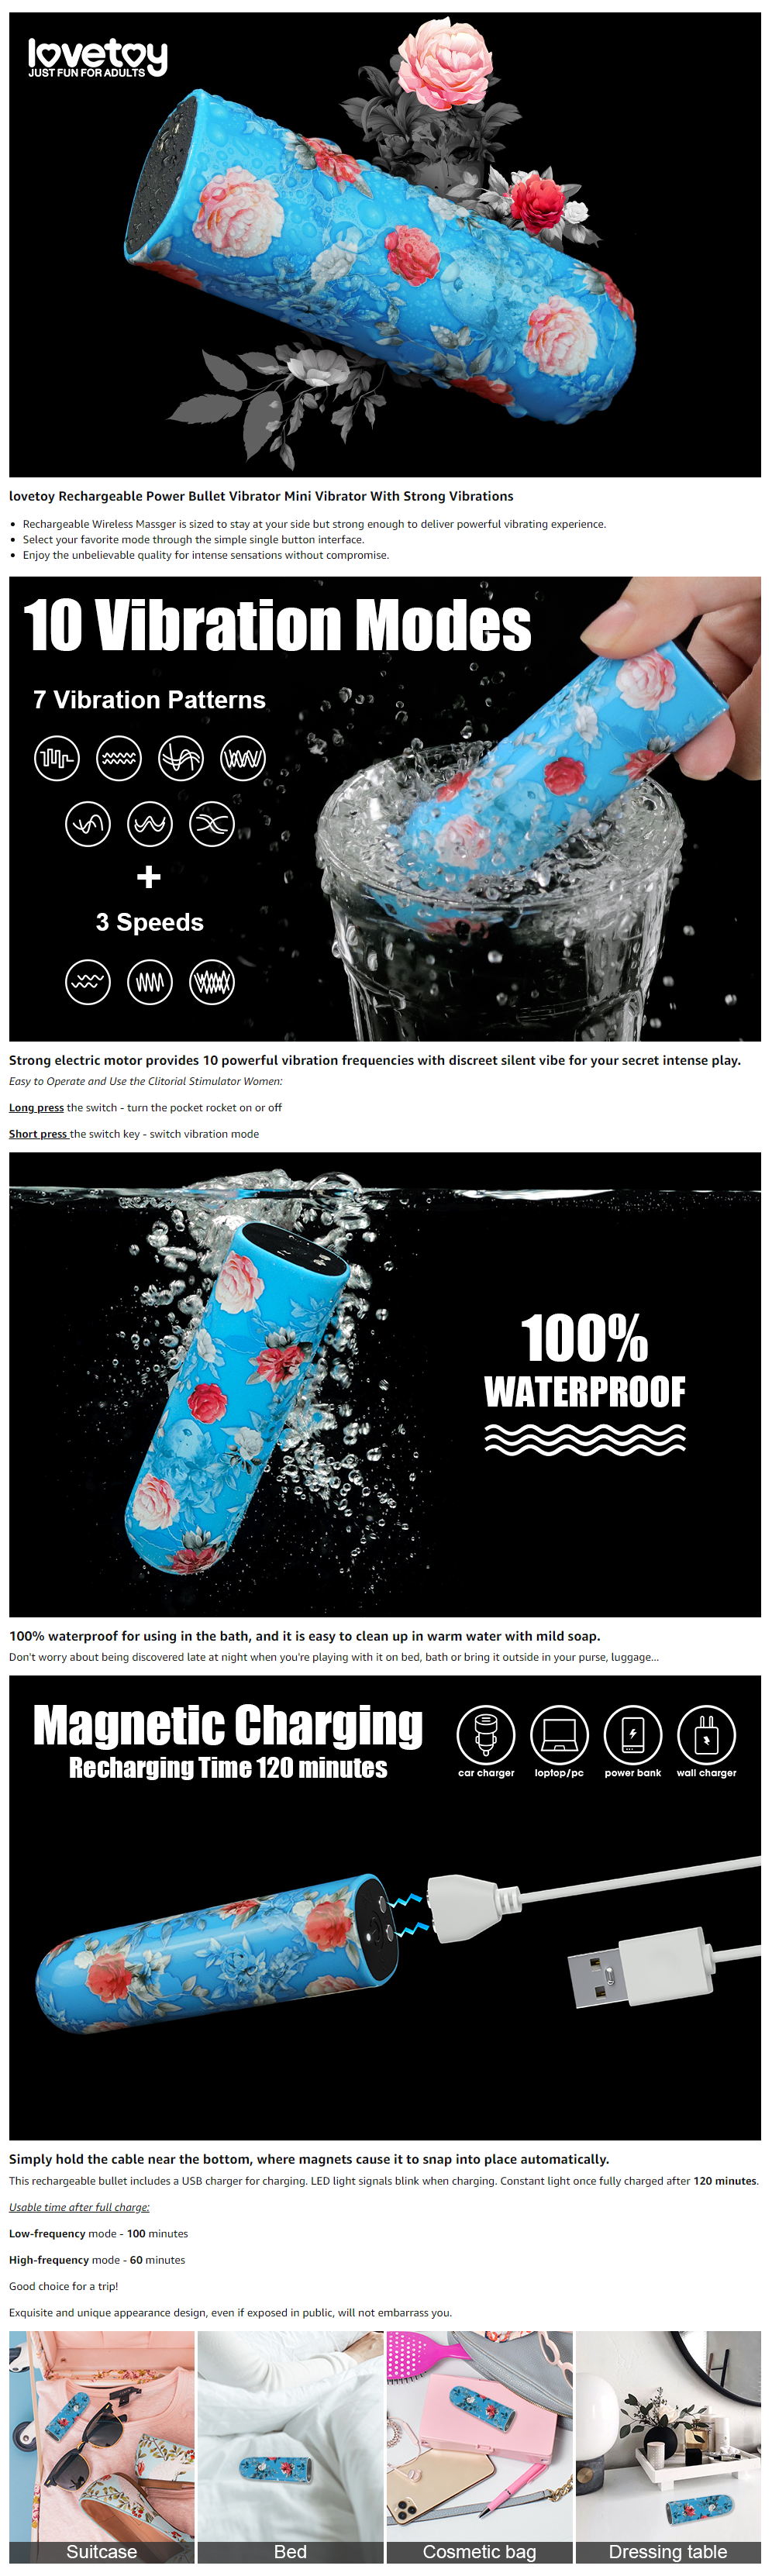 lovetoy
JUST FUN FOR ADULTS
lovetoy Rechargeable Power Bullet Vibrator Mini Vibrator With Strong Vibrations
• Rechargeable Wireless Massger is sized to stay at your side but strong enough to deliver powerful vibrating experience.
• Select your favorite mode through the simple single button interface.
• Enjoy the unbelievable quality for intense sensations without compromise.
10 Vibration Modes
7 Vibration Patterns
+
3 Speeds
Strong electric motor provides 10 powerful vibration frequencies with discreet silent vibe for your secret intense play.
Easy to Operate and Use the Clitorial Stimulator Women:
Long press the switch - turn the pocket rocket on or off
Short press the switch key - switch vibration mode
100%
WATERPROOF
100% waterproof for using in the bath, and it is easy to clean up in warm water with mild soap.
Don't worry about being discovered late at night when you're playing with it on bed, bath or bring it outside in your purse, luggage...
Magnetic Charging
Recharging Time 120 minutes
car charger loptop/pc power bank wall charger
Simply hold the cable near the bottom, where magnets cause it to snap into place automatically.
This rechargeable bullet includes a USB charger for charging. LED light signals blink when charging. Constant light once fully charged after 120 minutes.
Usable time after full charge:
Low-frequency mode - 100 minutes
High-frequency mode - 60 minutes
Good choice for a trip!
Exquisite and unique appearance design, even if exposed in public, will not embarrass you.
Suitcase Bed Cosmetic bag Dressing table